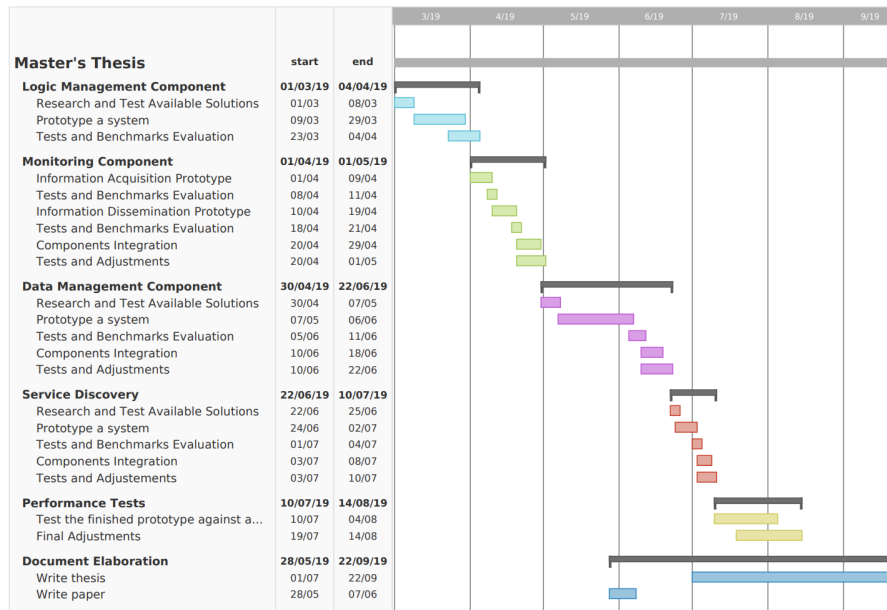 3/19 4/19 5/19 6/19 7/19 8/19 9/19
Master's Thesis start end
Logic Management Component 01/03/19 04/04/19
Research and Test Available Solutions 01/03 08/03
Prototype a system 09/03 29/03
Tests and Benchmarks Evaluation 23/03 04/04
Monitoring Component 01/04/19 01/05/19
Information Acquisition Prototype 01/04 09/04
Tests and Benchmarks Evaluation 08/04 11/04
Information Dissemination Prototype 10/04 19/04
Tests and Benchmarks Evaluation 18/04 21/04
Components Integration 20/04 29/04
Tests and Adjustments 20/04 01/05
Data Management Component 30/04/19 22/06/19
Research and Test Available Solutions 30/04 07/05
Prototype a system 07/05 06/06
Tests and Benchmarks Evaluation 05/06 11/06
Components Integration 10/06 18/06
Tests and Adjustments 10/06 22/06
Service Discovery 22/06/19 10/07/19
Research and Test Available Solutions 22/06 25/06
Prototype a system 24/06 02/07
Tests and Benchmarks Evaluation 01/07 04/07
Components Integration 03/07 08/07
Tests and Adjustements 03/07 10/07
Performance Tests 10/07/19 14/08/19
Test the finished prototype against a... 10/07 04/08
Final Adjustments 19/07 14/08
Document Elaboration 28/05/19 22/09/19
Write thesis 01/07 22/09
Write paper 28/05 07/06